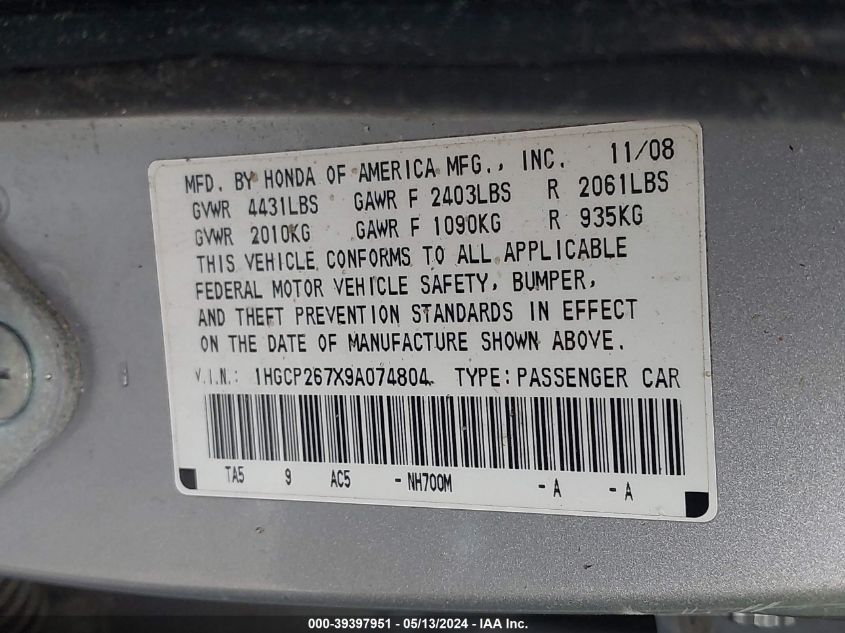 MFD. BY HONDA OF AMERICA MFG., INC. 11/08
GVWR 4431LBS GAWR F 2403LBS R 2061LBS
GVWR 2010KG GAWR F 1090KG R 935KG
THIS VEHICLE CONFORMS TO ALL APPLICABLE
FEDERAL MOTOR VEHICLE SAFETY, BUMPER,
AND THEFT PREVENTION STANDARDS IN EFFECT
ON THE DATE OF MANUFACTURE SHOWN ABOVE.
V.I.N.: 1HGCP267X9A074804 TYPE: PASSENGER CAR
TA5 9 AC5 - NH700M - A - A
000-39397951 / 05/13/2024 - IAA Inc.